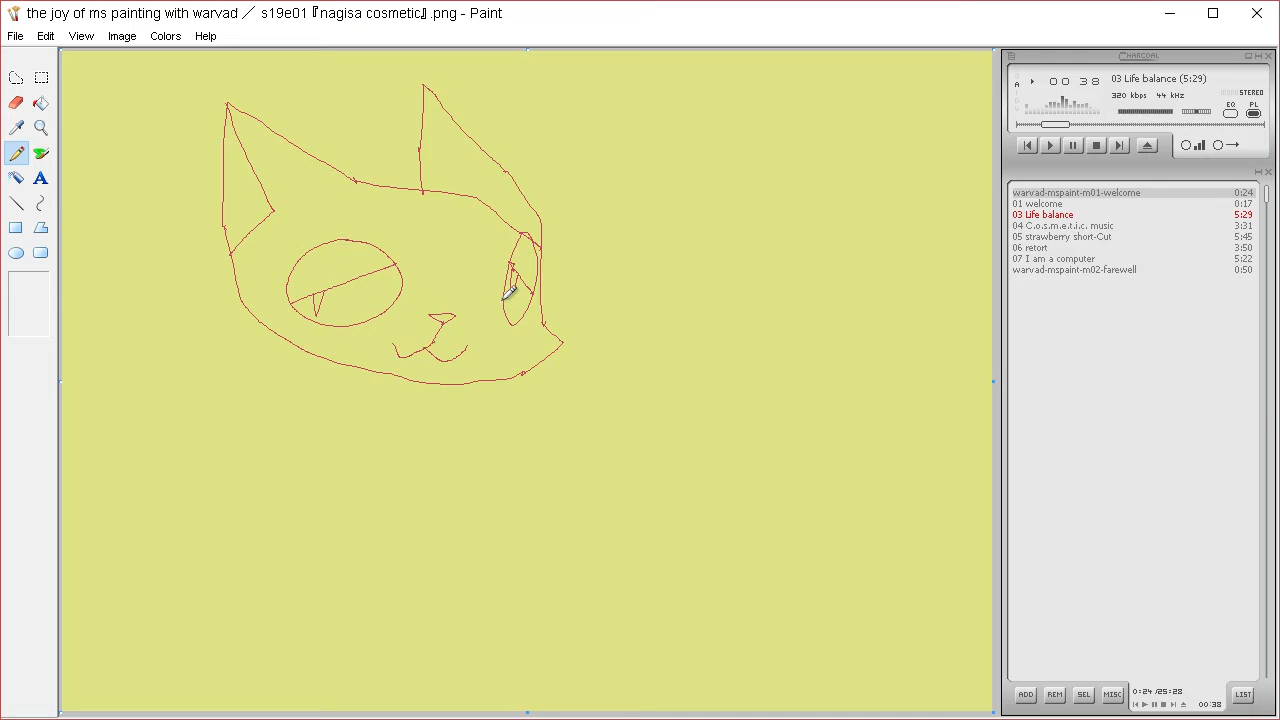 the joy of ms painting with warvad ／ s19e01『nagisa cosmetic』.png - Paint
File Edit View Image Colors Help
CHARCOAL
00 38
03 Life balance (5:29)
320 kbps 44 kHz
STEREO
EQ PL
warvad-mspaint-m01-welcome 0:24
01 welcome 0:17
03 Life balance 5:29
04 C.o.s.m.e.t.i.c. music 3:31
05 strawberry short-Cut 5:45
06 retort 3:50
07 I am a computer 5:22
warvad-mspaint-m02-farewell 0:50
ADD REM SEL MISC 0:24 /25:28 LIST
00:38